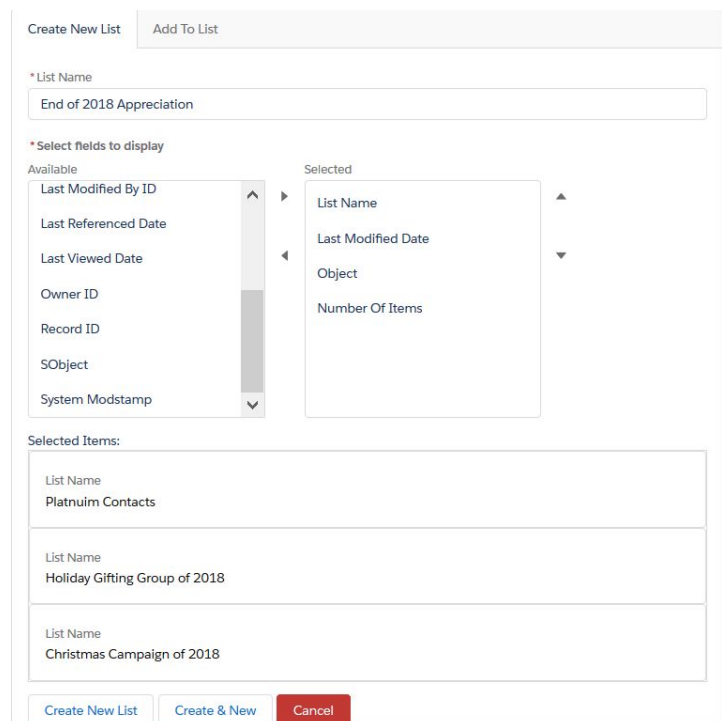 Create New List
Add To List
*List Name
End of 2018 Appreciation
*Select fields to display
Available
Last Modified By ID
Last Referenced Date
Last Viewed Date
Owner ID
Record ID
SObject
System Modstamp
Selected
List Name
Last Modified Date
Object
Number Of Items
Selected Items:
List Name
Platnuim Contacts
List Name
Holiday Gifting Group of 2018
List Name
Christmas Campaign of 2018
Create New List
Create & New
Cancel